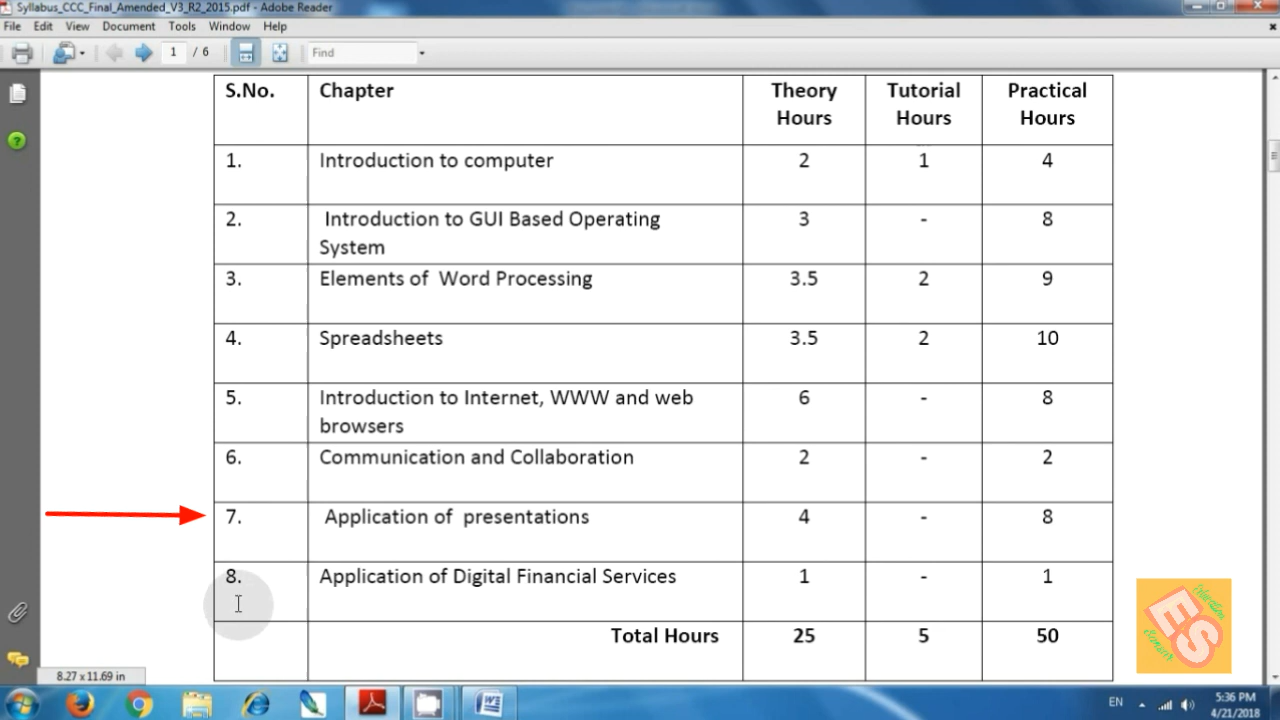 Syllabus_CCC_Final_Amended_V3_R2_2015.pdf - Adobe Reader
File Edit View Document Tools Window Help
1 / 6 Find
S.No. Chapter Theory Hours Tutorial Hours Practical Hours
1. Introduction to computer 2 1 4
2. Introduction to GUI Based Operating System 3 - 8
3. Elements of Word Processing 3.5 2 9
4. Spreadsheets 3.5 2 10
5. Introduction to Internet, WWW and web browsers 6 - 8
6. Communication and Collaboration 2 - 2
7. Application of presentations 4 - 8
8. Application of Digital Financial Services 1 - 1
Total Hours 25 5 50
Education
ES
8.27 x 11.69 in
EN
5:36 PM
4/21/2018